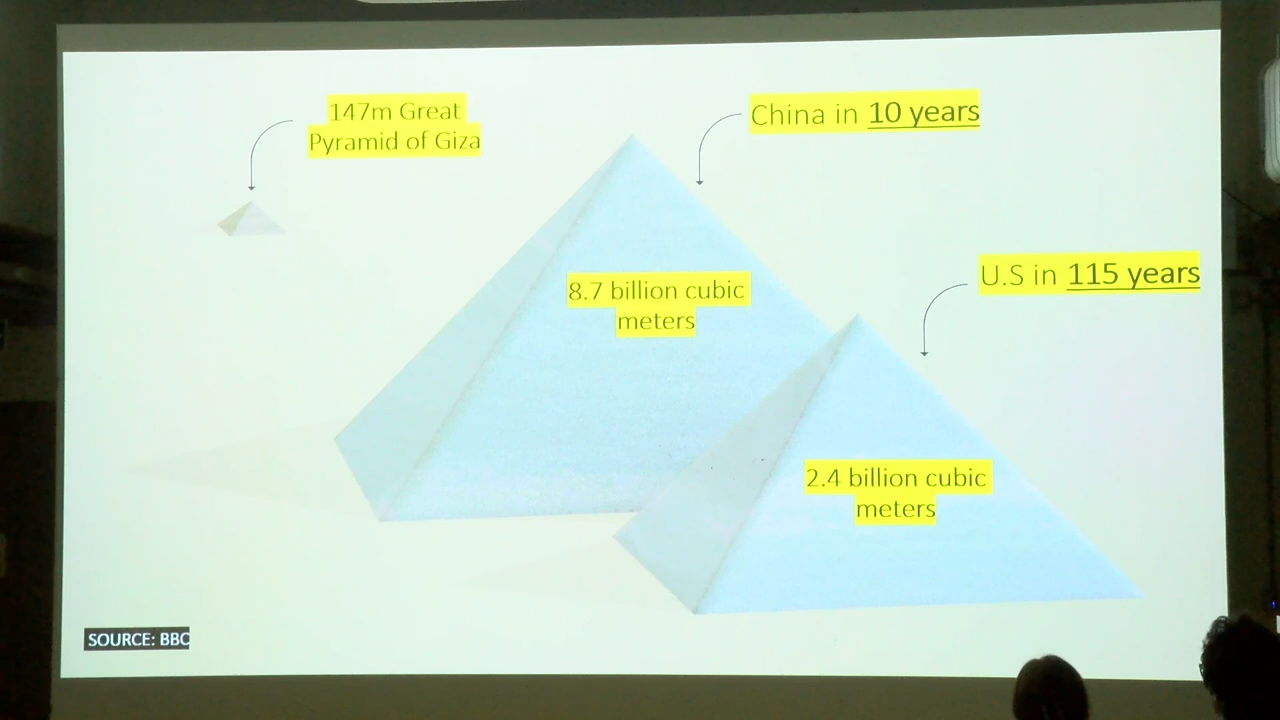 147m Great
Pyramid of Giza
China in 10 years
8.7 billion cubic
meters
U.S in 115 years
2.4 billion cubic
meters
SOURCE: BBC